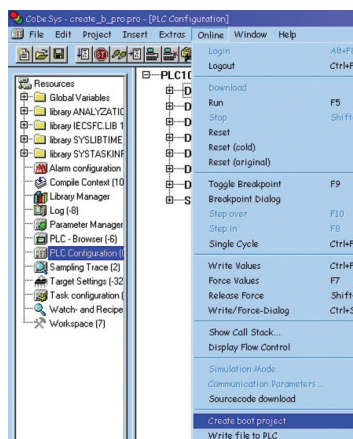 CoDeSys - create_b_pro.pro - [PLC Configuration]
File Edit Project Insert Extras Online Window Help
Resources
Global Variables
library ANALYZATIO
library IECSFC.LIB 1
library SYSLIBTIME
library SYSTASKINF
Alarm configuration
Compile Context (10
Library Manager
Log (-8)
Parameter Manager
PLC - Browser (-6)
PLC Configuration (
Sampling Trace (2)
Target Settings (-32
Task configuration (
Watch- and Recipe
Workspace (7)
PLC10
D
D
D
D
D
D
S
Login Alt+F8
Logout Ctrl+F
Download
Run F5
Stop Shift
Reset
Reset (cold)
Reset (original)
Toggle Breakpoint F9
Breakpoint Dialog
Step over F10
Step in F8
Single Cycle Ctrl+F
Write Values Ctrl+F
Force Values F7
Release Force Shift
Write/Force-Dialog Ctrl+S
Show Call Stack...
Display Flow Control
Simulation Mode
Communication Parameters...
Sourcecode download
Create boot project
Write file to PLC